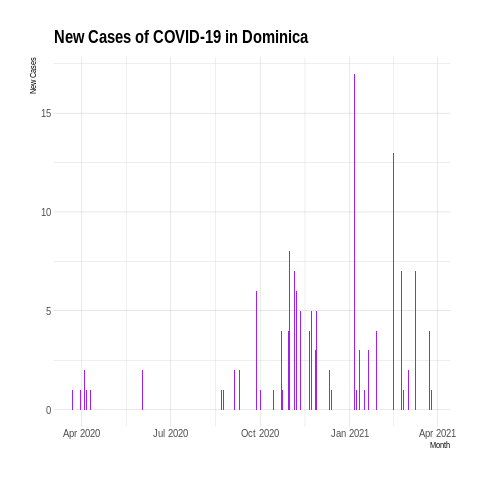 New Cases of COVID-19 in Dominica
New Cases
15
10
5
0
Apr 2020 Jul 2020 Oct 2020 Jan 2021 Apr 2021
Month